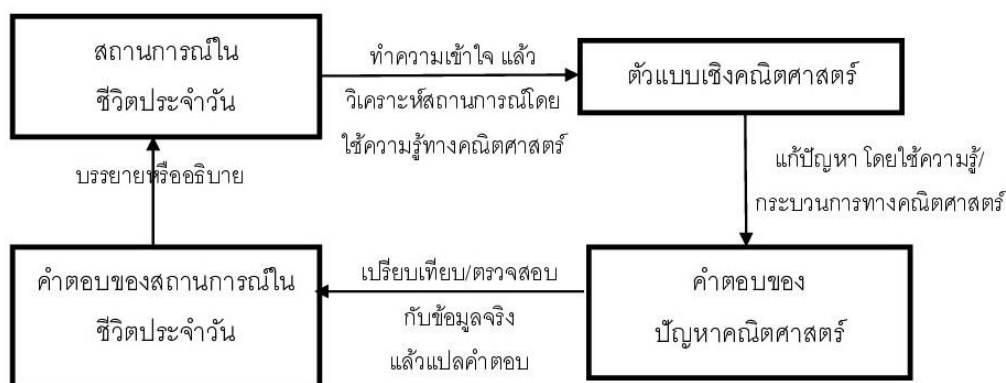 สถานการณ์ใน
ชีวิตประจำวัน
ทำความเข้าใจ แล้ว
วิเคราะห์สถานการณ์โดย
ใช้ความรู้ทางคณิตศาสตร์
ตัวแบบเชิงคณิตศาสตร์
แก้ปัญหา โดยใช้ความรู้/
กระบวนการทางคณิตศาสตร์
บรรยายหรืออธิบาย
คำตอบของสถานการณ์ใน
ชีวิตประจำวัน
เปรียบเทียบ/ตรวจสอบ
กับข้อมูลจริง
แล้วแปลคำตอบ
คำตอบของ
ปัญหาคณิตศาสตร์